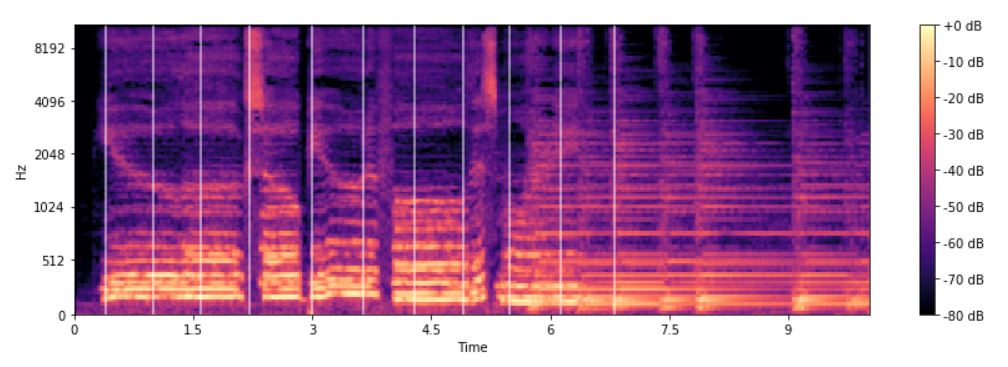 8192
4096
2048
1024
512
0
Hz
0 1.5 3 4.5 6 7.5 9
Time
+0 dB
-10 dB
-20 dB
-30 dB
-40 dB
-50 dB
-60 dB
-70 dB
-80 dB